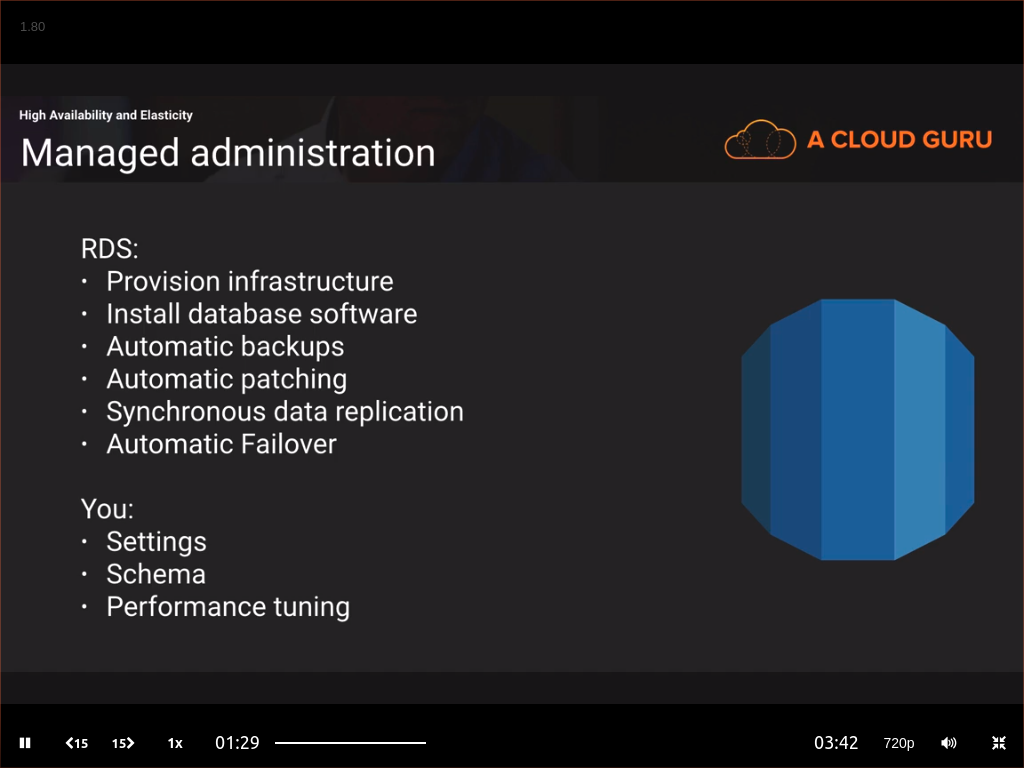 1.80
High Availability and Elasticity
Managed administration
A CLOUD GURU
RDS:
· Provision infrastructure
· Install database software
· Automatic backups
· Automatic patching
· Synchronous data replication
· Automatic Failover
You:
· Settings
· Schema
· Performance tuning
15 15 1x 01:29 03:42 720p